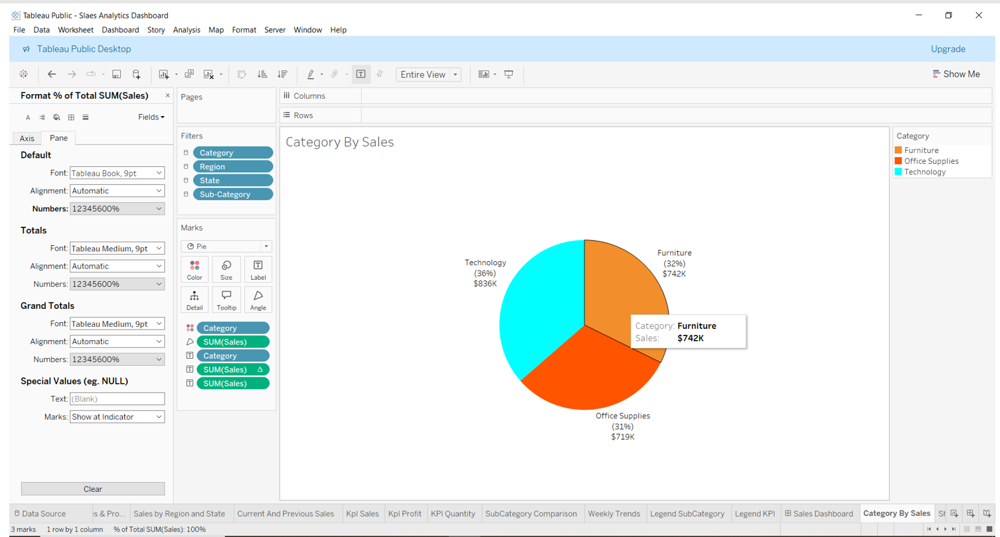 Tableau Public - Slaes Analytics Dashboard
File Data Worksheet Dashboard Story Analysis Map Format Server Window Help
Tableau Public Desktop
Upgrade
Entire View
Show Me
Format % of Total SUM(Sales)
Fields
Axis
Pane
Default
Font: Tableau Book, 9pt
Alignment: Automatic
Numbers: 12345600%
Totals
Font: Tableau Medium, 9pt
Alignment: Automatic
Numbers: 12345600%
Grand Totals
Font: Tableau Medium, 9pt
Alignment: Automatic
Numbers: 12345600%
Special Values (eg. NULL)
Text: (Blank)
Marks: Show at Indicator
Clear
Pages
Filters
Category
Region
State
Sub-Category
Marks
Pie
Color Size Label
Detail Tooltip Angle
Category
SUM(Sales)
Category
SUM(Sales) Δ
SUM(Sales)
Columns
Rows
Category By Sales
Technology
(36%)
$836K
Furniture
(32%)
$742K
Category: Furniture
Sales: $742K
Office Supplies
(31%)
$719K
Category
Furniture
Office Supplies
Technology
Data Source s & Pro... Sales by Region and State Current And Previous Sales Kpl Sales Kpl Profit KPI Quantity SubCategory Comparison Weekly Trends Legend SubCategory Legend KPI Sales Dashboard Category By Sales
3 marks 1 row by 1 column % of Total SUM(Sales): 100%